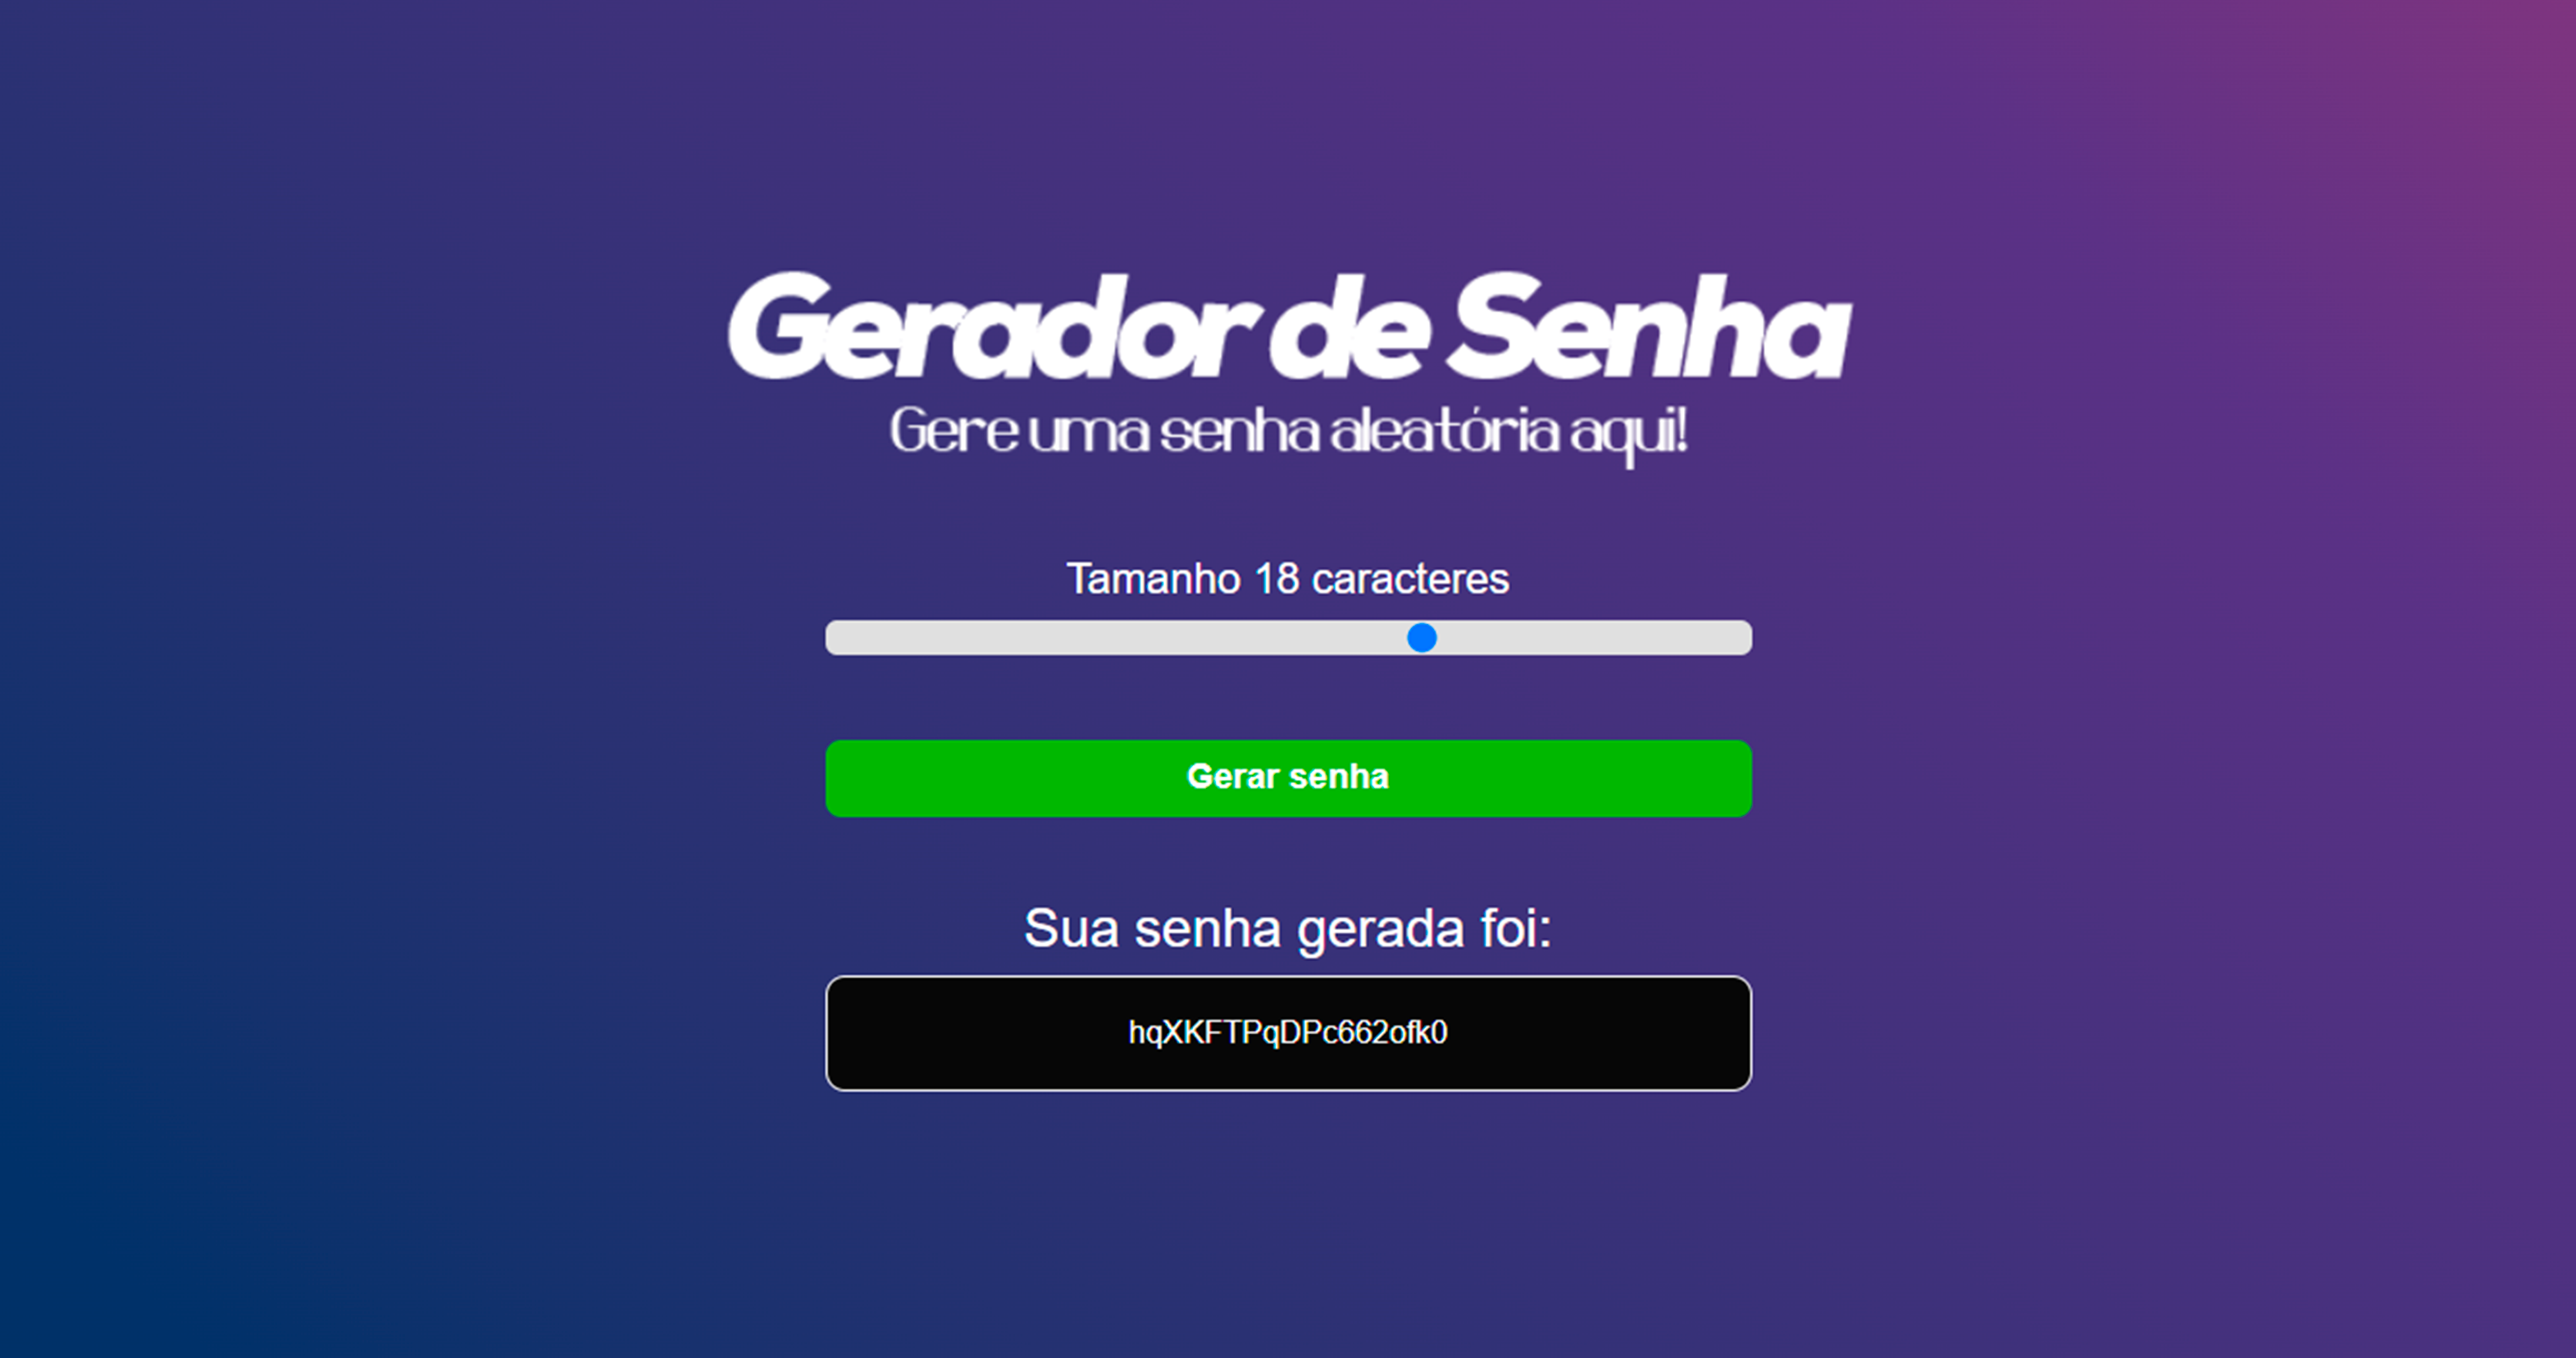 Gerador de Senha
Gere uma senha aleatória aqui!
Tamanho 18 caracteres
Gerar senha
Sua senha gerada foi:
hqXKFTPqDPc662ofk0